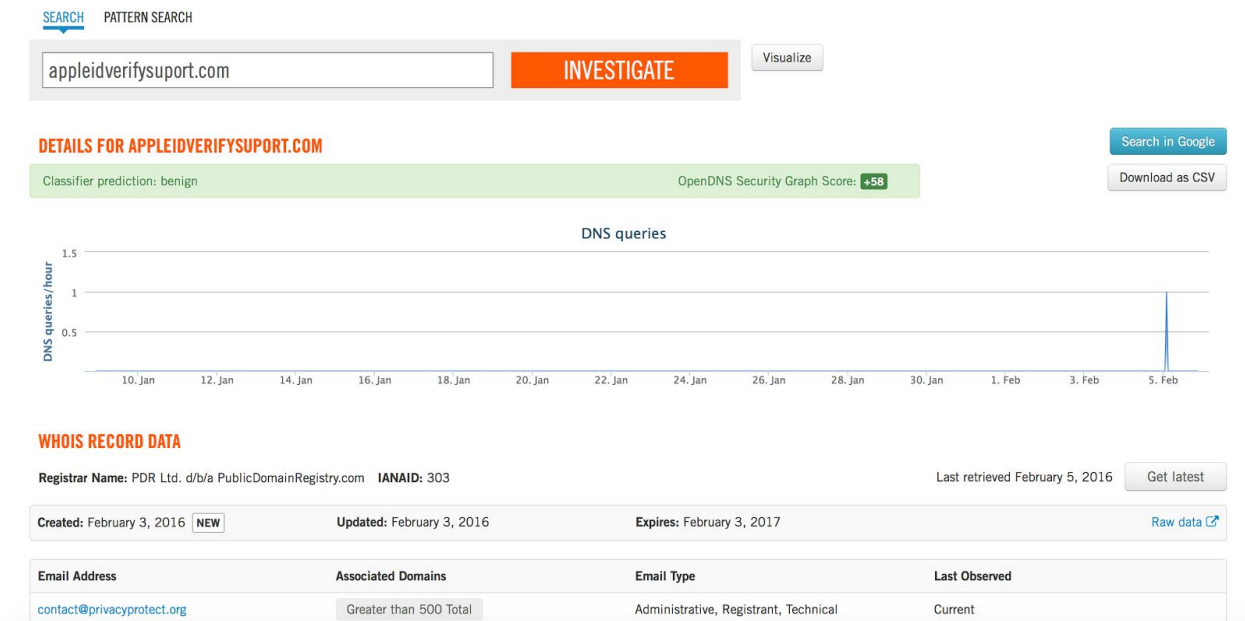 SEARCH PATTERN SEARCH
appleidverifysuport.com INVESTIGATE Visualize
DETAILS FOR APPLEIDVERIFYSUPORT.COM Search in Google
Classifier prediction: benign OpenDNS Security Graph Score: +58 Download as CSV
DNS queries
DNS queries/hour
1.5
1
0.5
10. Jan 12. Jan 14. Jan 16. Jan 18. Jan 20. Jan 22. Jan 24. Jan 26. Jan 28. Jan 30. Jan 1. Feb 3. Feb 5. Feb
WHOIS RECORD DATA
Registrar Name: PDR Ltd. d/b/a PublicDomainRegistry.com IANAID: 303 Last retrieved February 5, 2016 Get latest
Created: February 3, 2016 NEW Updated: February 3, 2016 Expires: February 3, 2017 Raw data
Email Address Associated Domains Email Type Last Observed
contact@privacyprotect.org Greater than 500 Total Administrative, Registrant, Technical Current